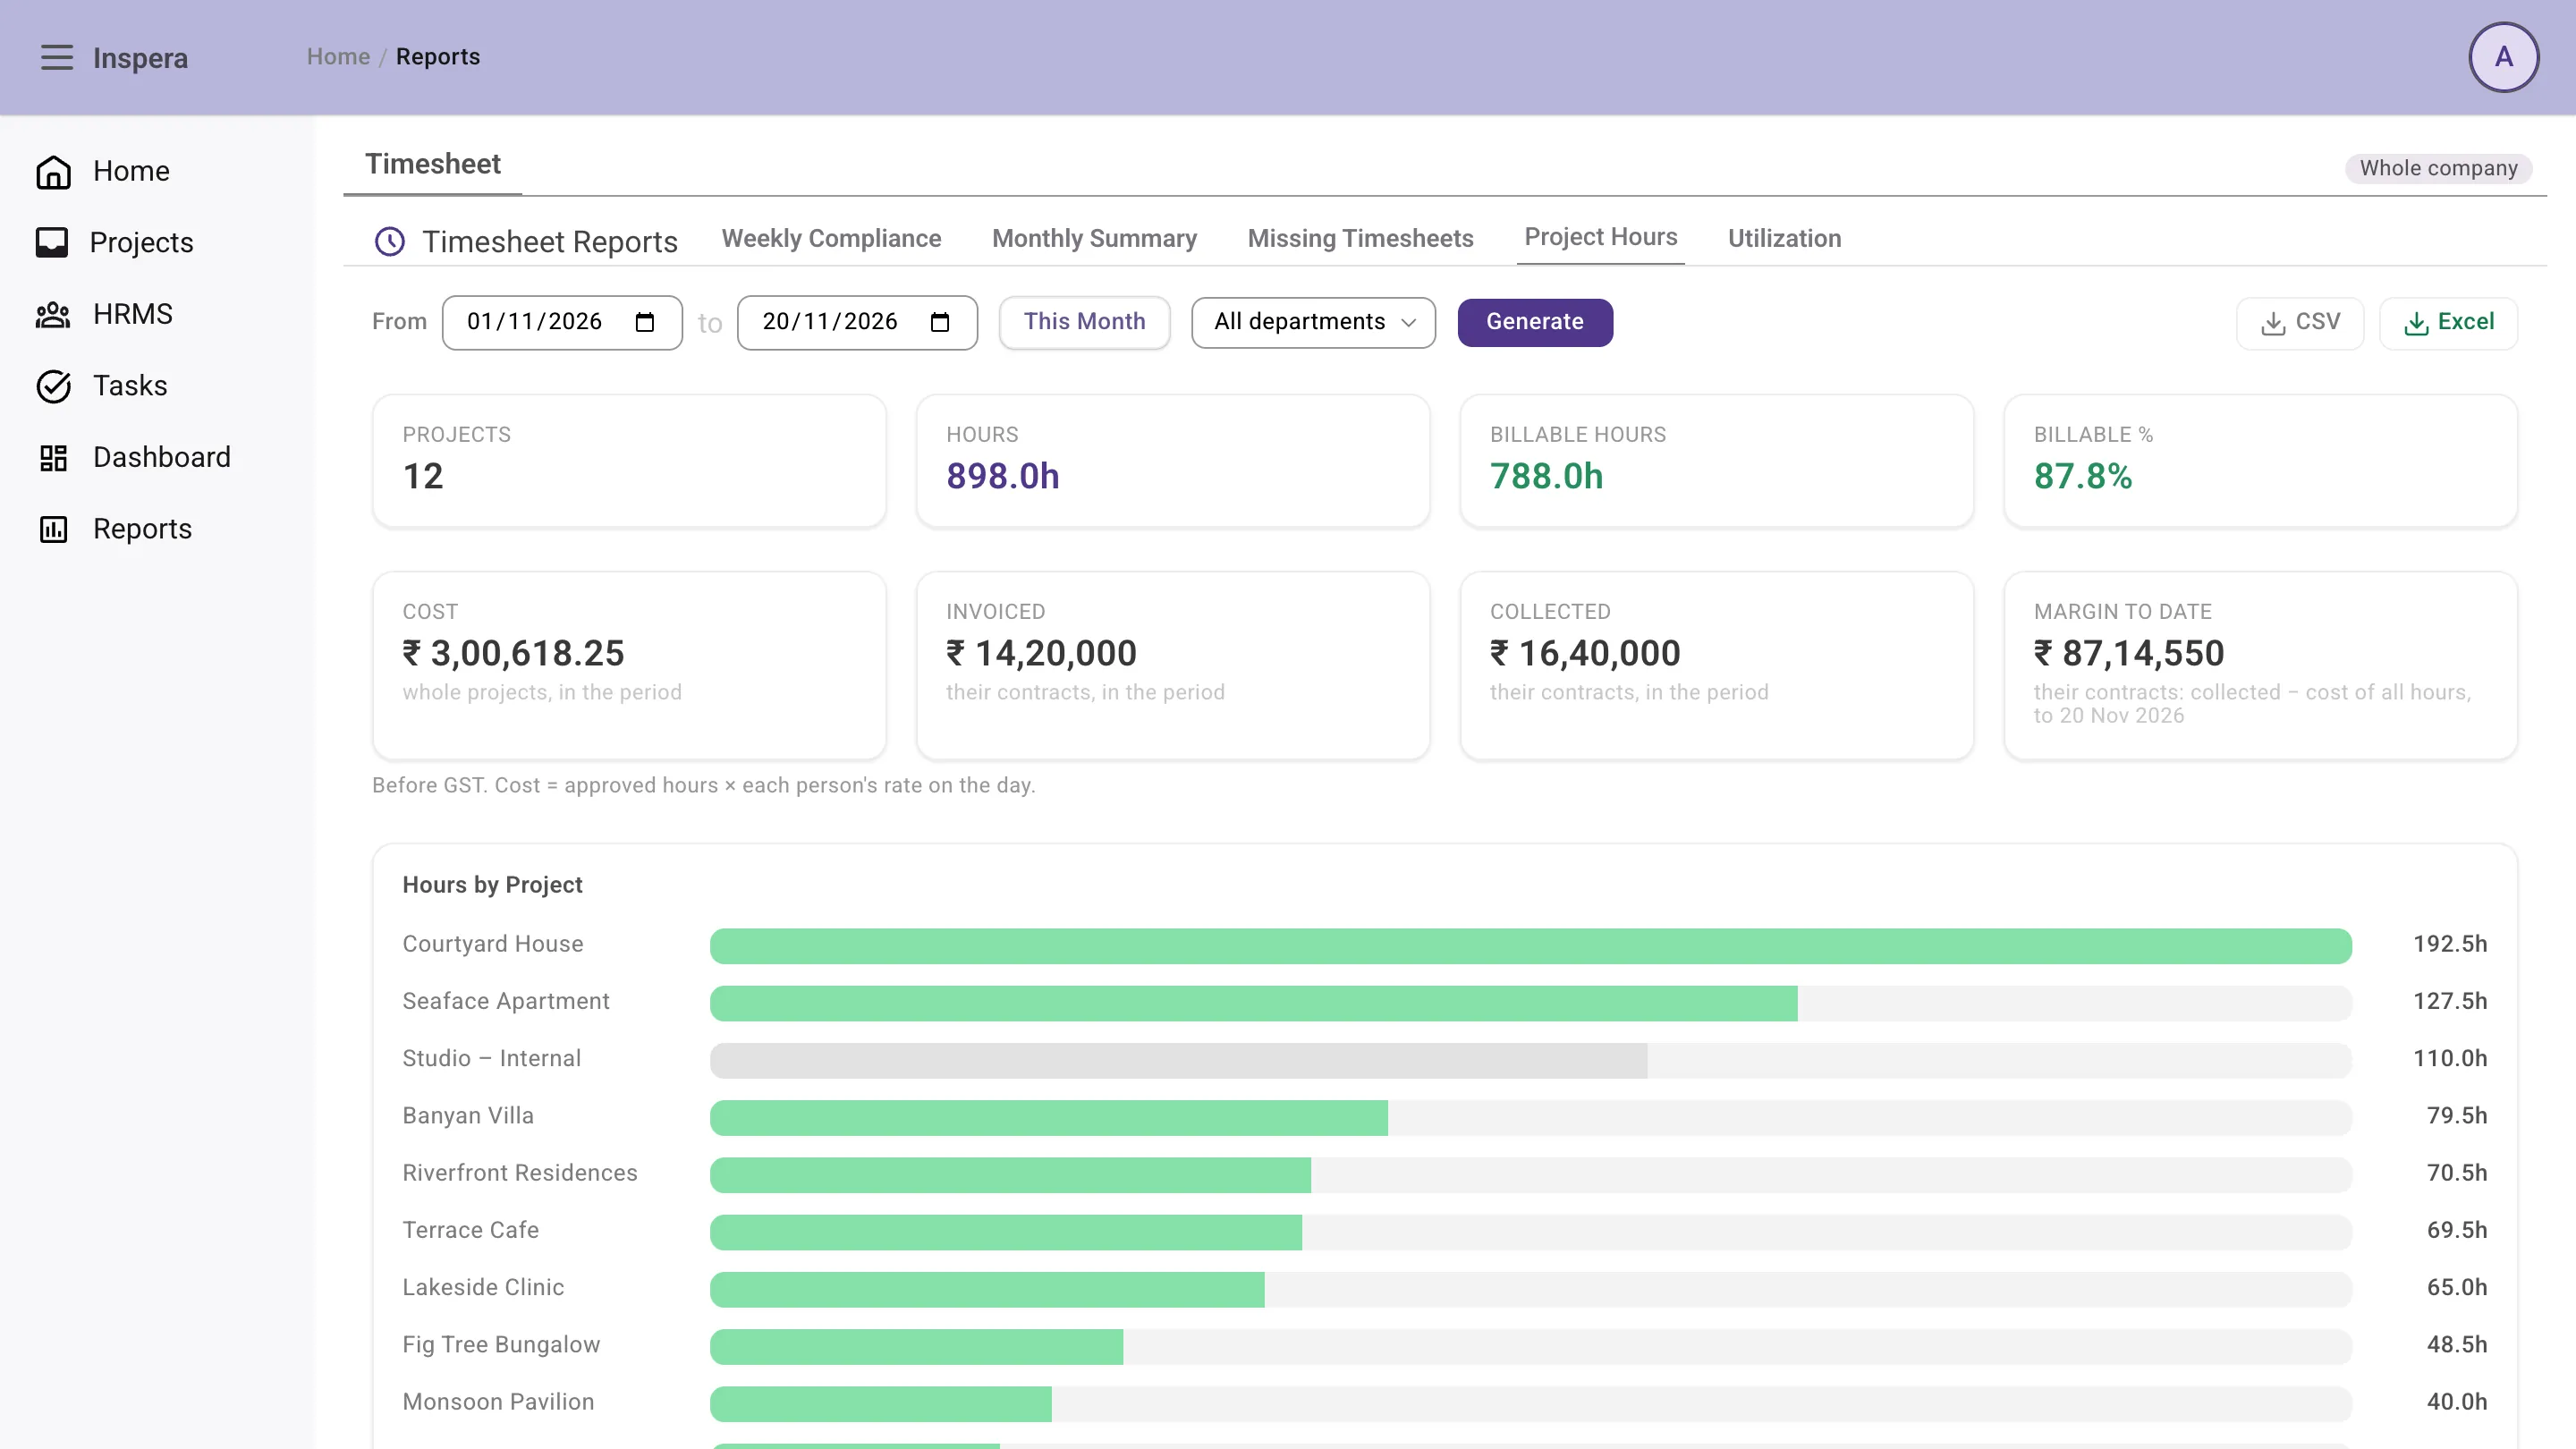 Inspera
Home / Reports
A
Home
Projects
HRMS
Tasks
Dashboard
Reports
Timesheet
Whole company
Timesheet Reports
Weekly Compliance
Monthly Summary
Missing Timesheets
Project Hours
Utilization
From 01/11/2026 to 20/11/2026
This Month
All departments
Generate
CSV
Excel
PROJECTS
12
HOURS
898.0h
BILLABLE HOURS
788.0h
BILLABLE %
87.8%
COST
₹ 3,00,618.25
whole projects, in the period
INVOICED
₹ 14,20,000
their contracts, in the period
COLLECTED
₹ 16,40,000
their contracts, in the period
MARGIN TO DATE
₹ 87,14,550
their contracts: collected – cost of all hours,
to 20 Nov 2026
Before GST. Cost = approved hours × each person's rate on the day.
Hours by Project
Courtyard House 192.5h
Seaface Apartment 127.5h
Studio – Internal 110.0h
Banyan Villa 79.5h
Riverfront Residences 70.5h
Terrace Cafe 69.5h
Lakeside Clinic 65.0h
Fig Tree Bungalow 48.5h
Monsoon Pavilion 40.0h